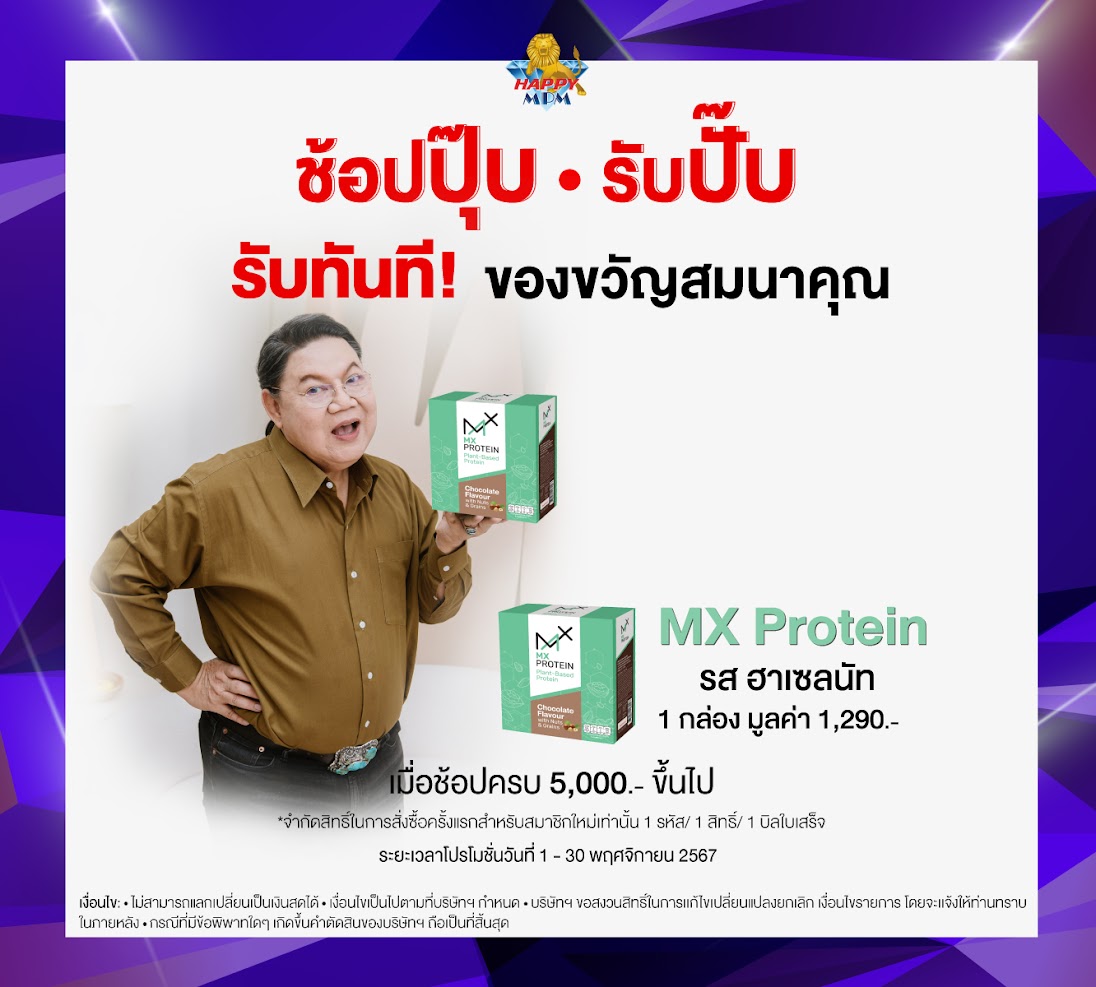 HAPPY
MPM
ช้อปปุ๊บ • รับปั๊บ
รับทันที! ของขวัญสมนาคุณ
MX
MX
PROTEIN
Plant-Based
Protein
Chocolate
Flavour
with Nuts
& Grains
MX
MX
MX
PROTEIN
Plant-Based
Protein
Chocolate
Flavour
with Nuts
& Grains
MX
MX Protein
รส ฮาเซลนัท
1 กล่อง มูลค่า 1,290.-
เมื่อช้อปครบ 5,000.- ขึ้นไป
*จำกัดสิทธิ์ในการสั่งซื้อครั้งแรกสำหรับสมาชิกใหม่เท่านั้น 1 รหัส/ 1 สิทธิ์/ 1 บิลใบเสร็จ
ระยะเวลาโปรโมชั่นวันที่ 1 - 30 พฤศจิกายน 2567
เงื่อนไข: • ไม่สามารถแลกเปลี่ยนเป็นเงินสดได้ • เงื่อนไขเป็นไปตามที่บริษัทฯ กำหนด • บริษัทฯ ขอสงวนสิทธิ์ในการแก้ไขเปลี่ยนแปลงยกเลิก เงื่อนไขรายการ โดยจะแจ้งให้ท่านทราบ
ในภายหลัง • กรณีที่มีข้อพิพาทใดๆ เกิดขึ้นคำตัดสินของบริษัทฯ ถือเป็นที่สิ้นสุด